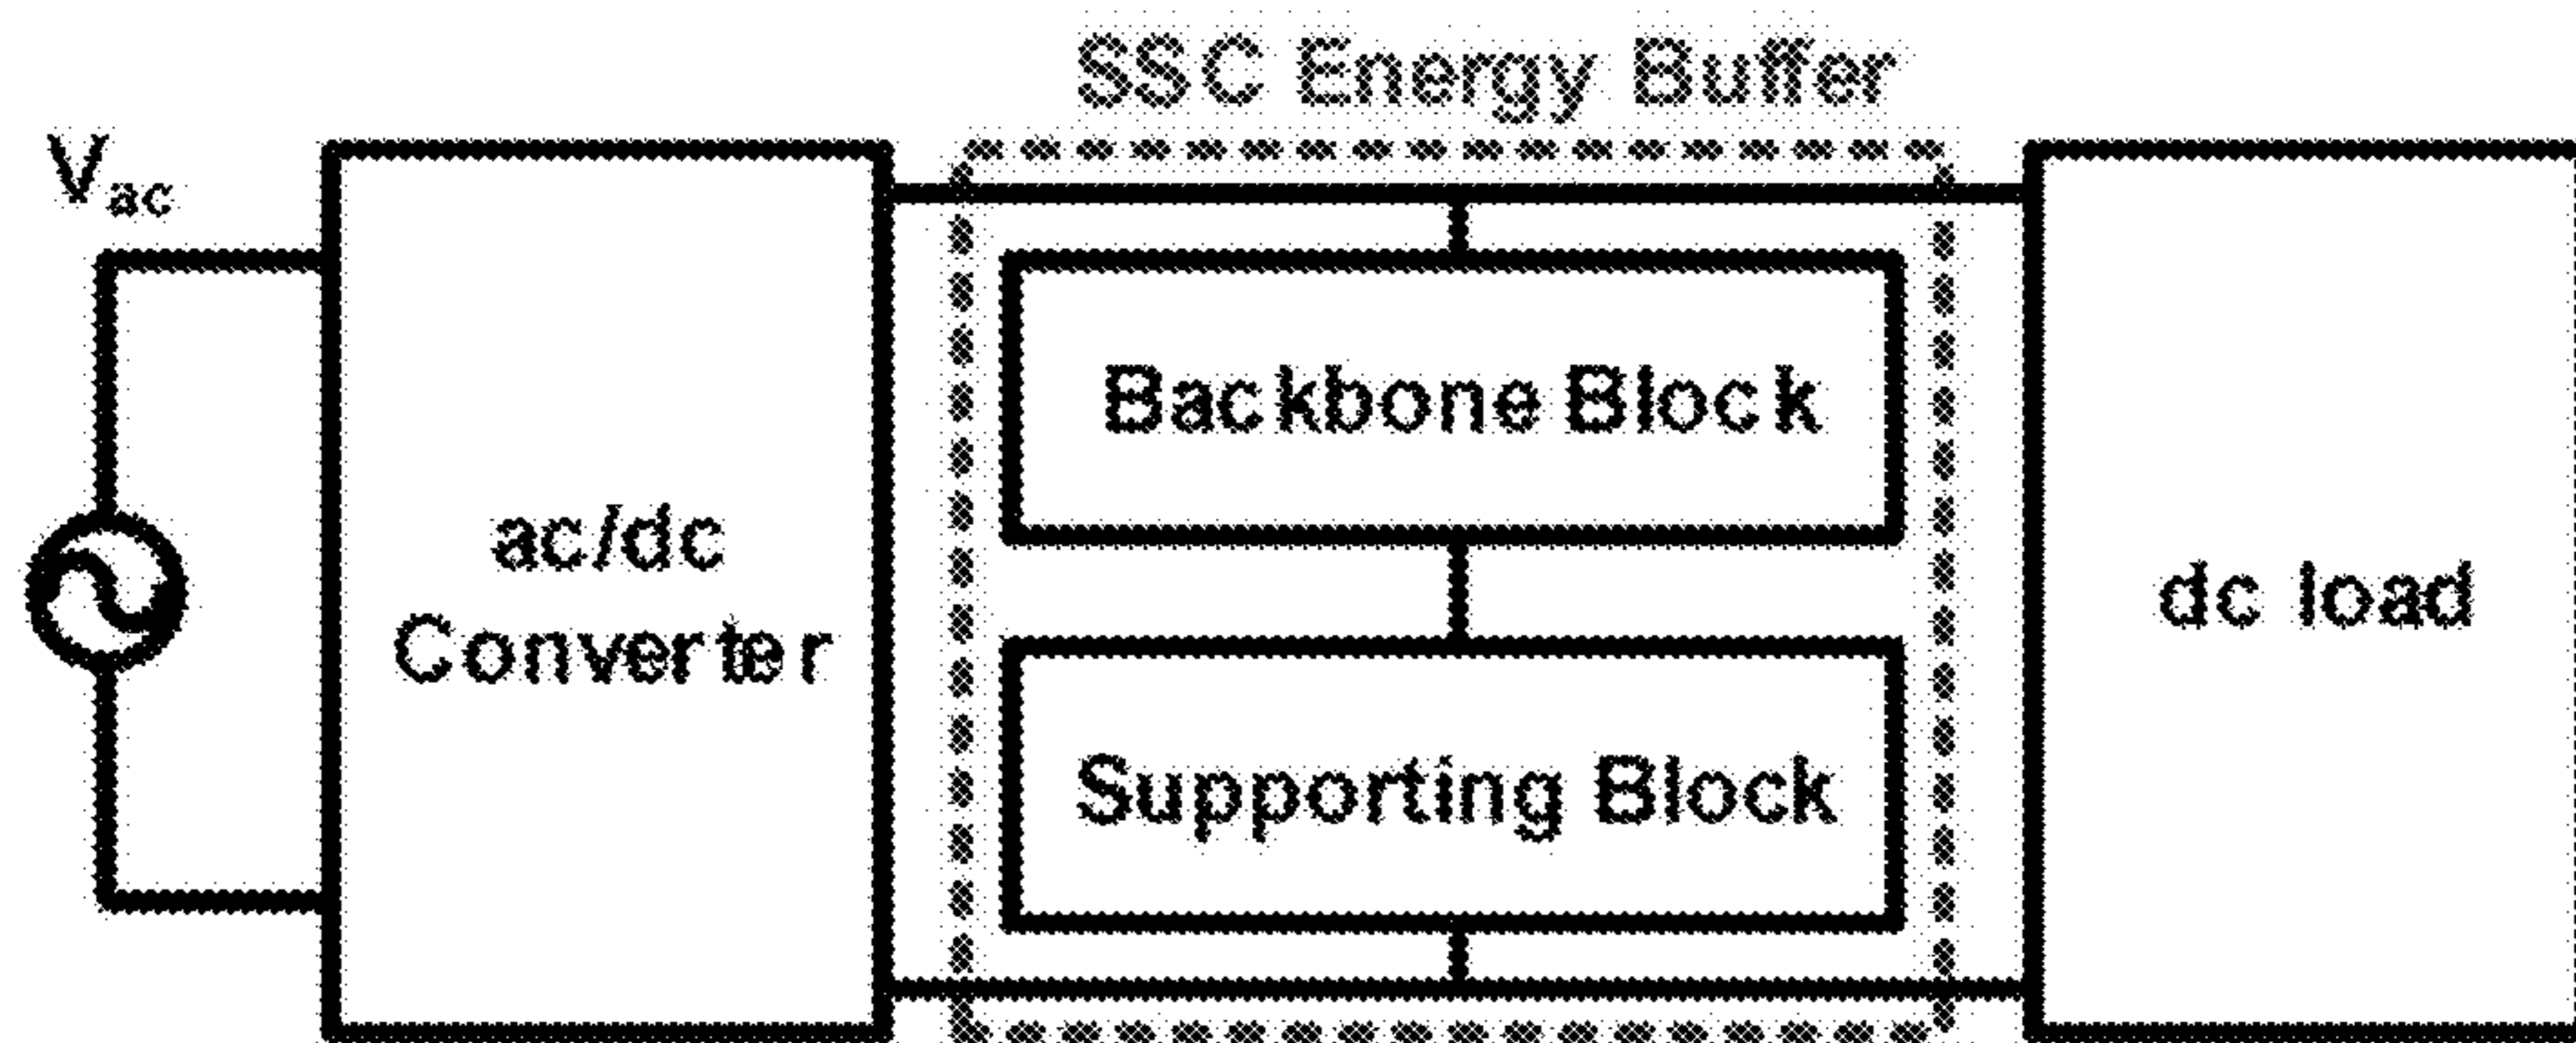 SSC Energy Buffer
Vac
Backbone Block
ac/dc
Converter
dc load
Supporting Block